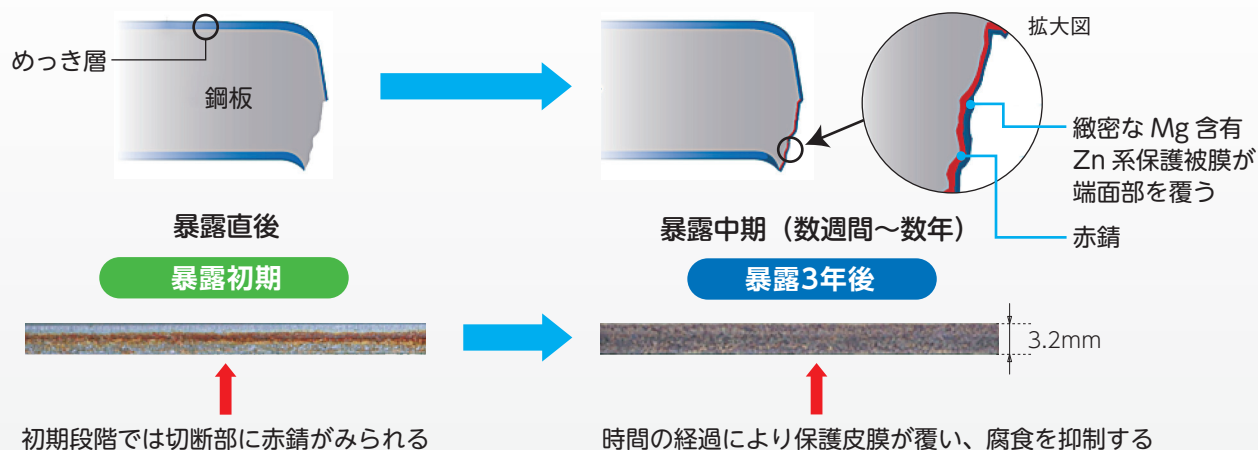 めっき層
鋼板
拡大図
緻密な Mg 含有
Zn 系保護被膜が
端面部を覆う
赤錆
暴露直後
暴露中期（数週間～数年）
暴露初期
暴露3年後
3.2mm
初期段階では切断部に赤錆がみられる
時間の経過により保護皮膜が覆い、腐食を抑制する